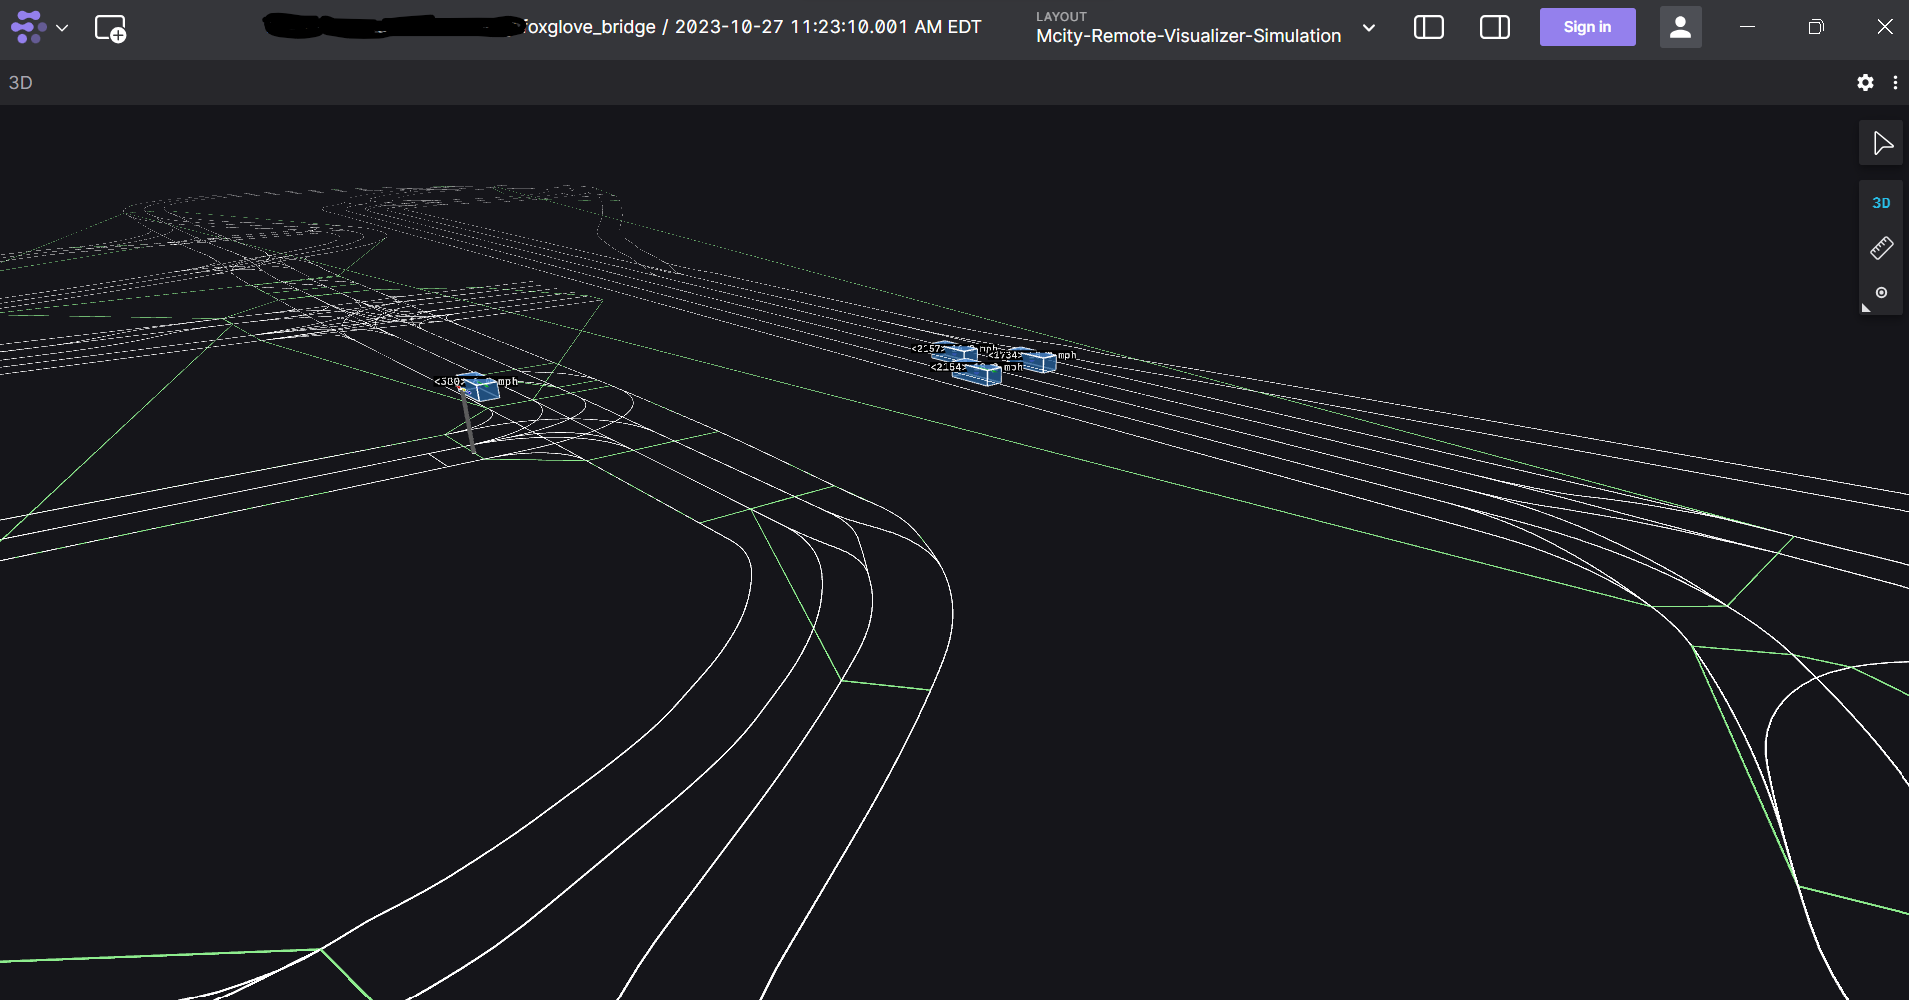 foxglove_bridge / 2023-10-27 11:23:10.001 AM EDT
LAYOUT
Mcity-Remote-Visualizer-Simulation
Sign in
3D
3D
mph
mph
mph
mph